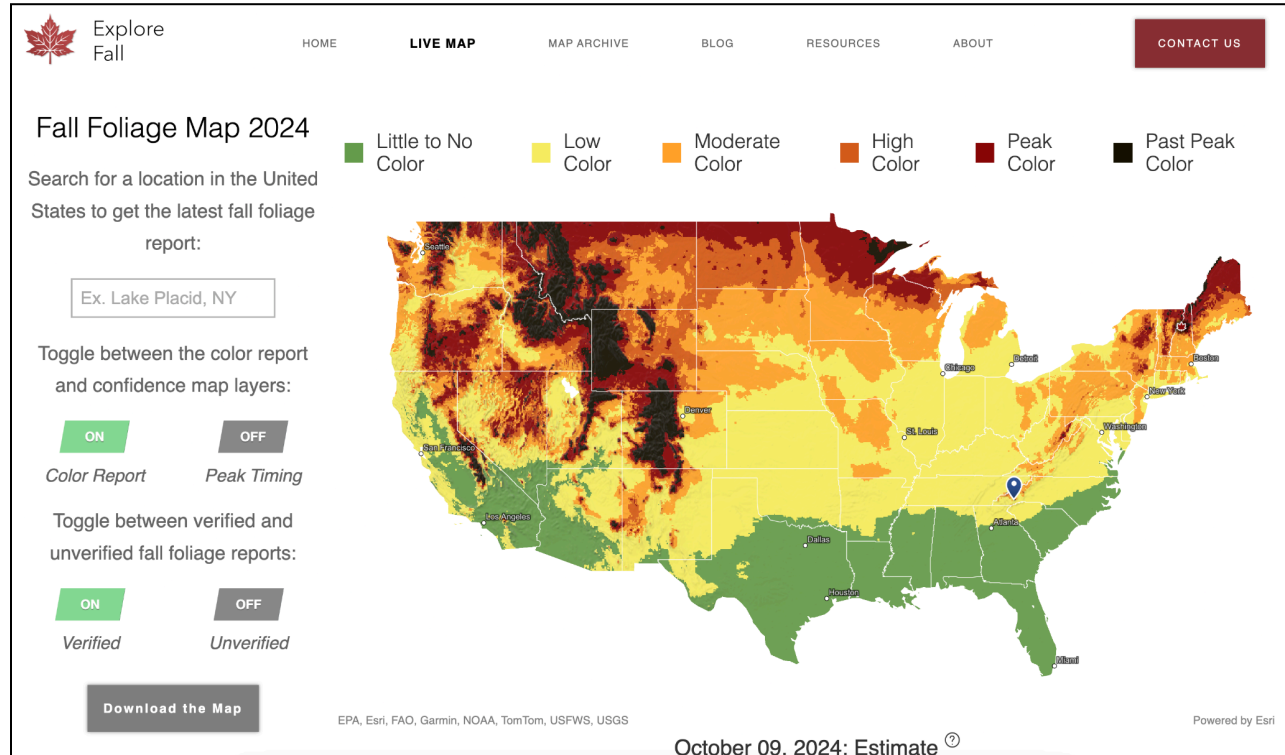 Explore
Fall
HOME
LIVE MAP
MAP ARCHIVE
BLOG
RESOURCES
ABOUT
CONTACT US
Fall Foliage Map 2024
Search for a location in the United
States to get the latest fall foliage
report:
Ex. Lake Placid, NY
Toggle between the color report
and confidence map layers:
ON
OFF
Color Report
Peak Timing
Toggle between verified and
unverified fall foliage reports:
ON
OFF
Verified
Unverified
Download the Map
Little to No
Color
Low
Color
Moderate
Color
High
Color
Peak
Color
Past Peak
Color
Seattle
San Francisco
Los Angeles
Denver
Dallas
Houston
St. Louis
Chicago
Detroit
Atlanta
Miami
Washington
New York
Boston
EPA, Esri, FAO, Garmin, NOAA, TomTom, USFWS, USGS
Powered by Esri
October 09, 2024: Estimate ?